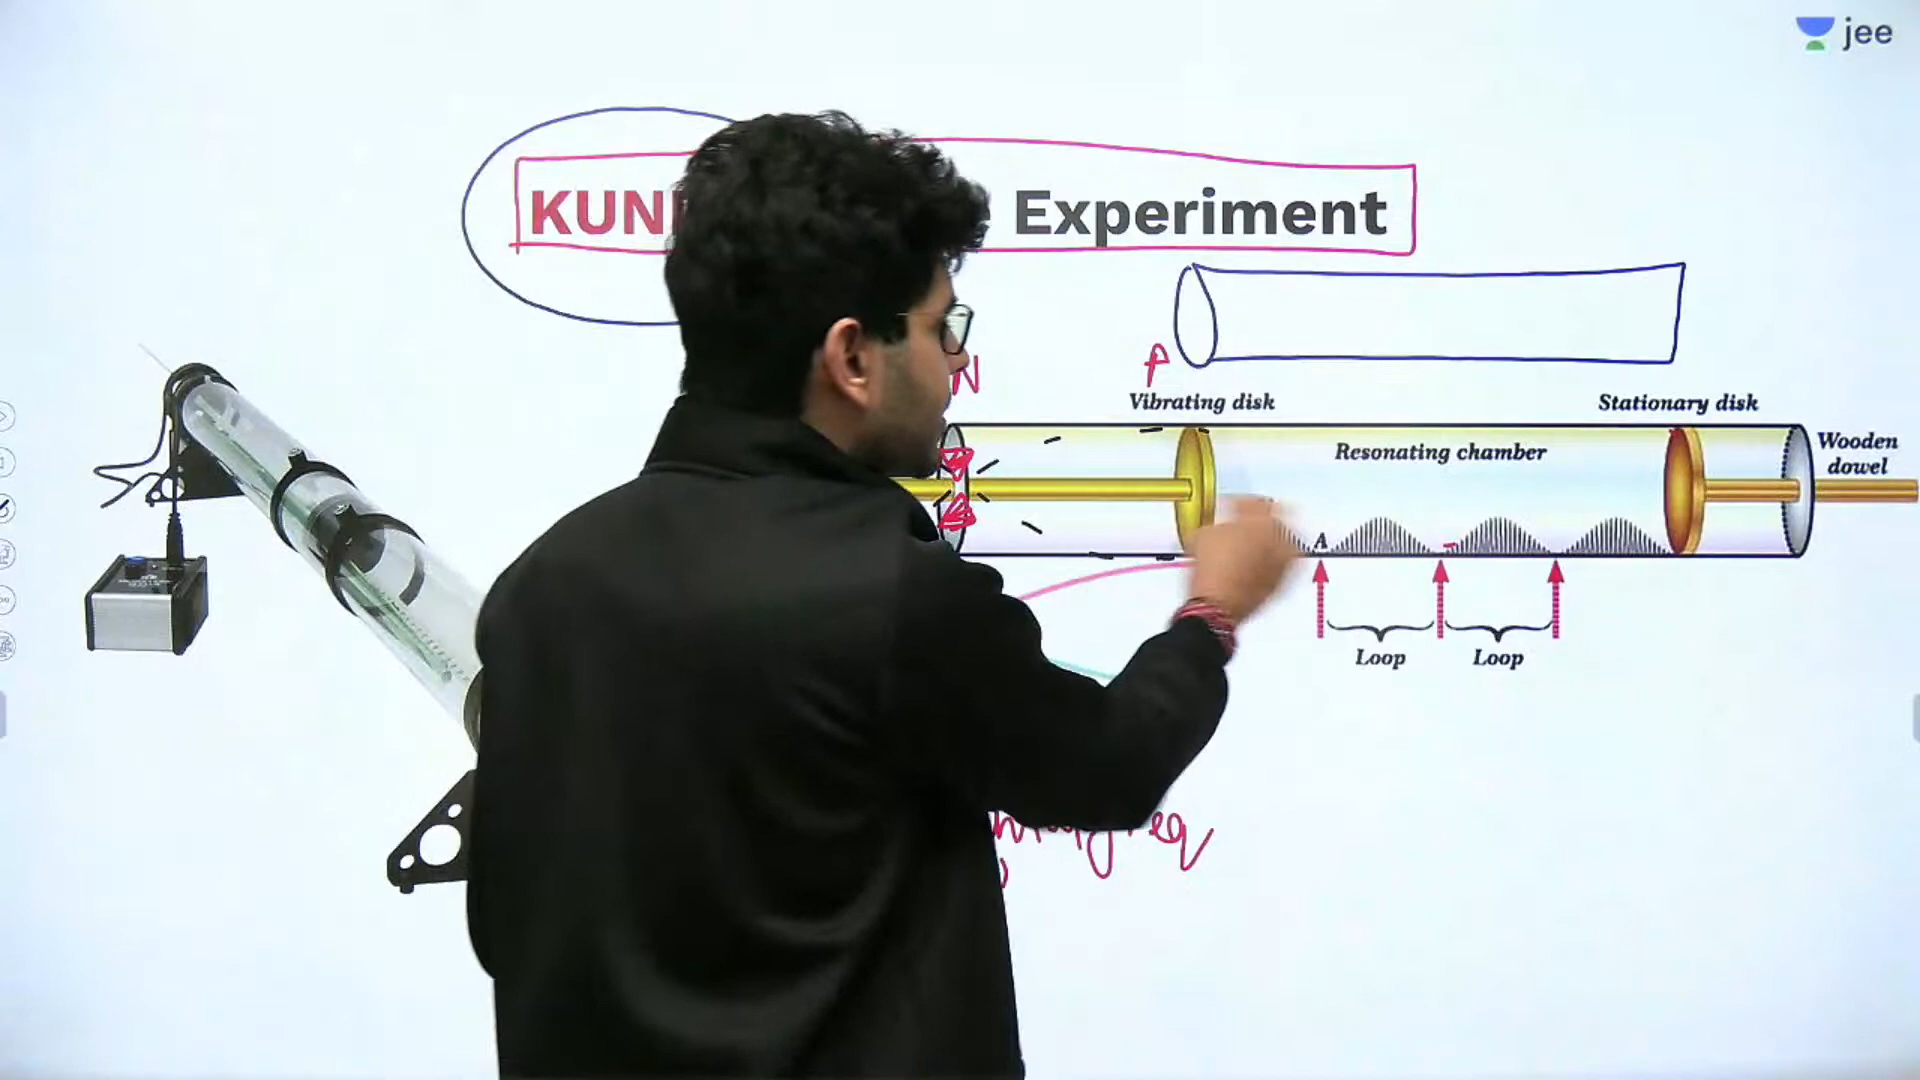 jee
KUN Experiment
N
P
Vibrating disk
Stationary disk
Resonating chamber
Wooden
dowel
A
Loop
Loop